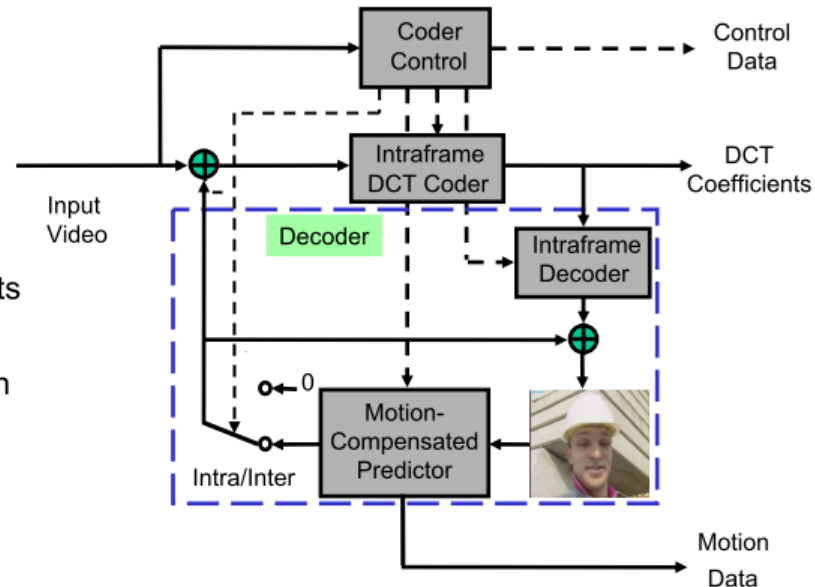 Coder
Control
Control
Data
Intraframe
DCT Coder
DCT
Coefficients
Input
Video
–
Decoder
Intraframe
Decoder
ts
n
0
Motion-
Compensated
Predictor
Intra/Inter
Motion
Data